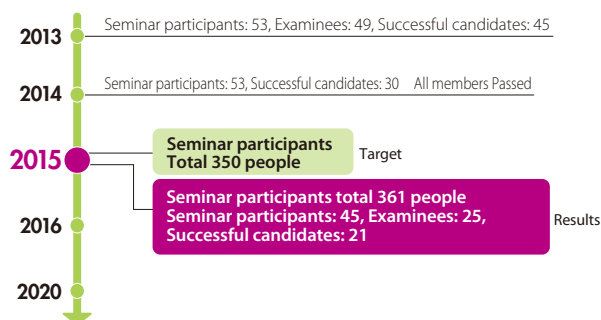 2013
Seminar participants: 53, Examinees: 49, Successful candidates: 45
2014
Seminar participants: 53, Successful candidates: 30 All members Passed
2015
Seminar participants
Total 350 people
Target
Seminar participants total 361 people
Seminar participants: 45, Examinees: 25,
Successful candidates: 21
Results
2016
2020